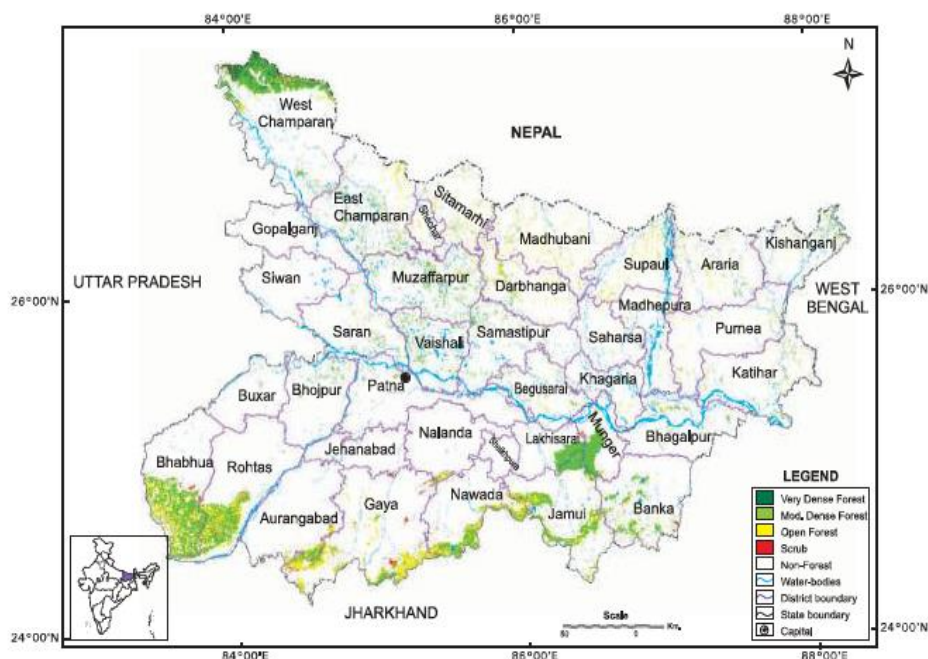 84°00'E
86°00'E
88°00'E
N
West
Champaran
NEPAL
East
Champaran
Sheohar
Sitamarhi
Gopalganj
Madhubani
Kishanganj
Supaul
Araria
UTTAR PRADESH
Siwan
Muzaffarpur
Darbhanga
WEST
BENGAL
26°00'N
26°00'N
Madhepura
Saran
Vaishali
Samastipur
Saharsa
Purnea
Patna
Begusarai
Khagaria
Katihar
Buxar
Bhojpur
Nalanda
Lakhisarai
Munger
Bhagalpur
Jehanabad
Sheikhpura
Bhabhua
Rohtas
LEGEND
Very Dense Forest
Mod. Dense Forest
Open Forest
Scrub
Non-Forest
Water-bodies
District boundary
State boundary
Capital
Aurangabad
Gaya
Nawada
Jamui
Banka
JHARKHAND
Scale
50
0
Km.
24°00'N
24°00'N
84°00'E
86°00'E
88°00'E